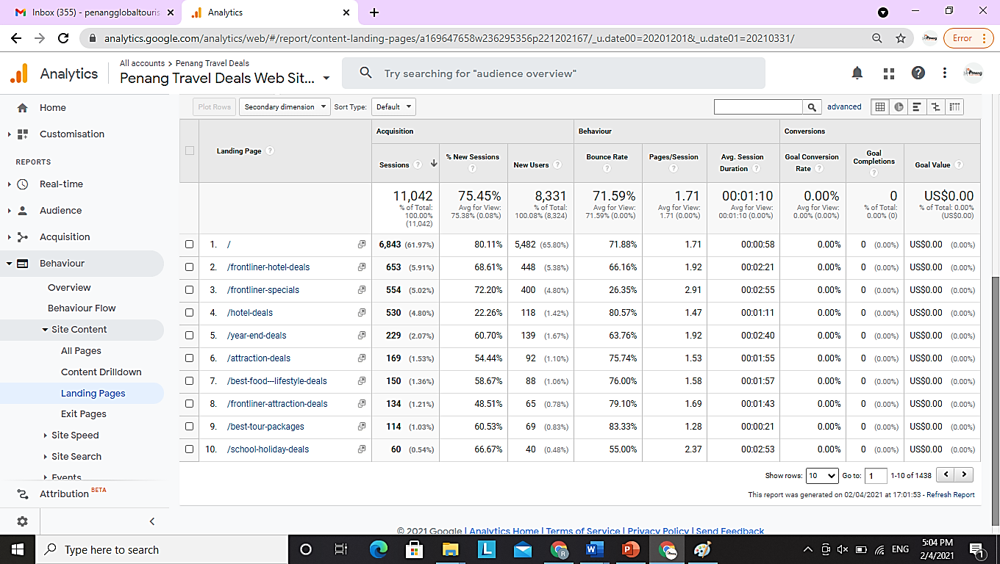 Inbox (355) - penangglobaltouris
Analytics
analytics.google.com/analytics/web/#/report/content-landing-pages/a169647658w236295356p221202167/_u.date00=20201201&_u.date01=20210331/
Error
Analytics
All accounts > Penang Travel Deals
Penang Travel Deals Web Sit...
Try searching for "audience overview"
Home
Customisation
REPORTS
Real-time
Audience
Acquisition
Behaviour
Overview
Behaviour Flow
Site Content
All Pages
Content Drilldown
Landing Pages
Exit Pages
Site Speed
Site Search
Events
Attribution BETA
Plot Rows Secondary dimension Sort Type: Default advanced
Acquisition Behaviour Conversions
Landing Page Sessions % New Sessions New Users Bounce Rate Pages/Session Avg. Session Duration Goal Conversion Rate Goal Completions Goal Value
11,042 75.45% 8,331 71.59% 1.71 00:01:10 0.00% 0 US$0.00
% of Total: 100.00% (11,042) Avg for View: 75.38% (0.08%) % of Total: 100.08% (8,324) Avg for View: 71.59% (0.00%) Avg for View: 1.71 (0.00%) Avg for View: 00:01:10 (0.00%) Avg for View: 0.00% (0.00%) % of Total: 0.00% (0) % of Total: 0.00% (US$0.00)
1. / 6,843 (61.97%) 80.11% 5,482 (65.80%) 71.88% 1.71 00:00:58 0.00% 0 (0.00%) US$0.00 (0.00%)
2. /frontliner-hotel-deals 653 (5.91%) 68.61% 448 (5.38%) 66.16% 1.92 00:02:21 0.00% 0 (0.00%) US$0.00 (0.00%)
3. /frontliner-specials 554 (5.02%) 72.20% 400 (4.80%) 26.35% 2.91 00:02:55 0.00% 0 (0.00%) US$0.00 (0.00%)
4. /hotel-deals 530 (4.80%) 22.26% 118 (1.42%) 80.57% 1.47 00:01:11 0.00% 0 (0.00%) US$0.00 (0.00%)
5. /year-end-deals 229 (2.07%) 60.70% 139 (1.67%) 63.76% 1.92 00:02:40 0.00% 0 (0.00%) US$0.00 (0.00%)
6. /attraction-deals 169 (1.53%) 54.44% 92 (1.10%) 75.74% 1.53 00:01:55 0.00% 0 (0.00%) US$0.00 (0.00%)
7. /best-food---lifestyle-deals 150 (1.36%) 58.67% 88 (1.06%) 76.00% 1.58 00:01:57 0.00% 0 (0.00%) US$0.00 (0.00%)
8. /frontliner-attraction-deals 134 (1.21%) 48.51% 65 (0.78%) 79.10% 1.69 00:01:43 0.00% 0 (0.00%) US$0.00 (0.00%)
9. /best-tour-packages 114 (1.03%) 60.53% 69 (0.83%) 83.33% 1.28 00:00:21 0.00% 0 (0.00%) US$0.00 (0.00%)
10. /school-holiday-deals 60 (0.54%) 66.67% 40 (0.48%) 55.00% 2.37 00:02:53 0.00% 0 (0.00%) US$0.00 (0.00%)
Show rows: 10 Go to: 1 1-10 of 1438
This report was generated on 02/04/2021 at 17:01:53 - Refresh Report
© 2021 Google | Analytics Home | Terms of Service | Privacy Policy | Send Feedback
Type here to search
ENG
5:04 PM
2/4/2021
1